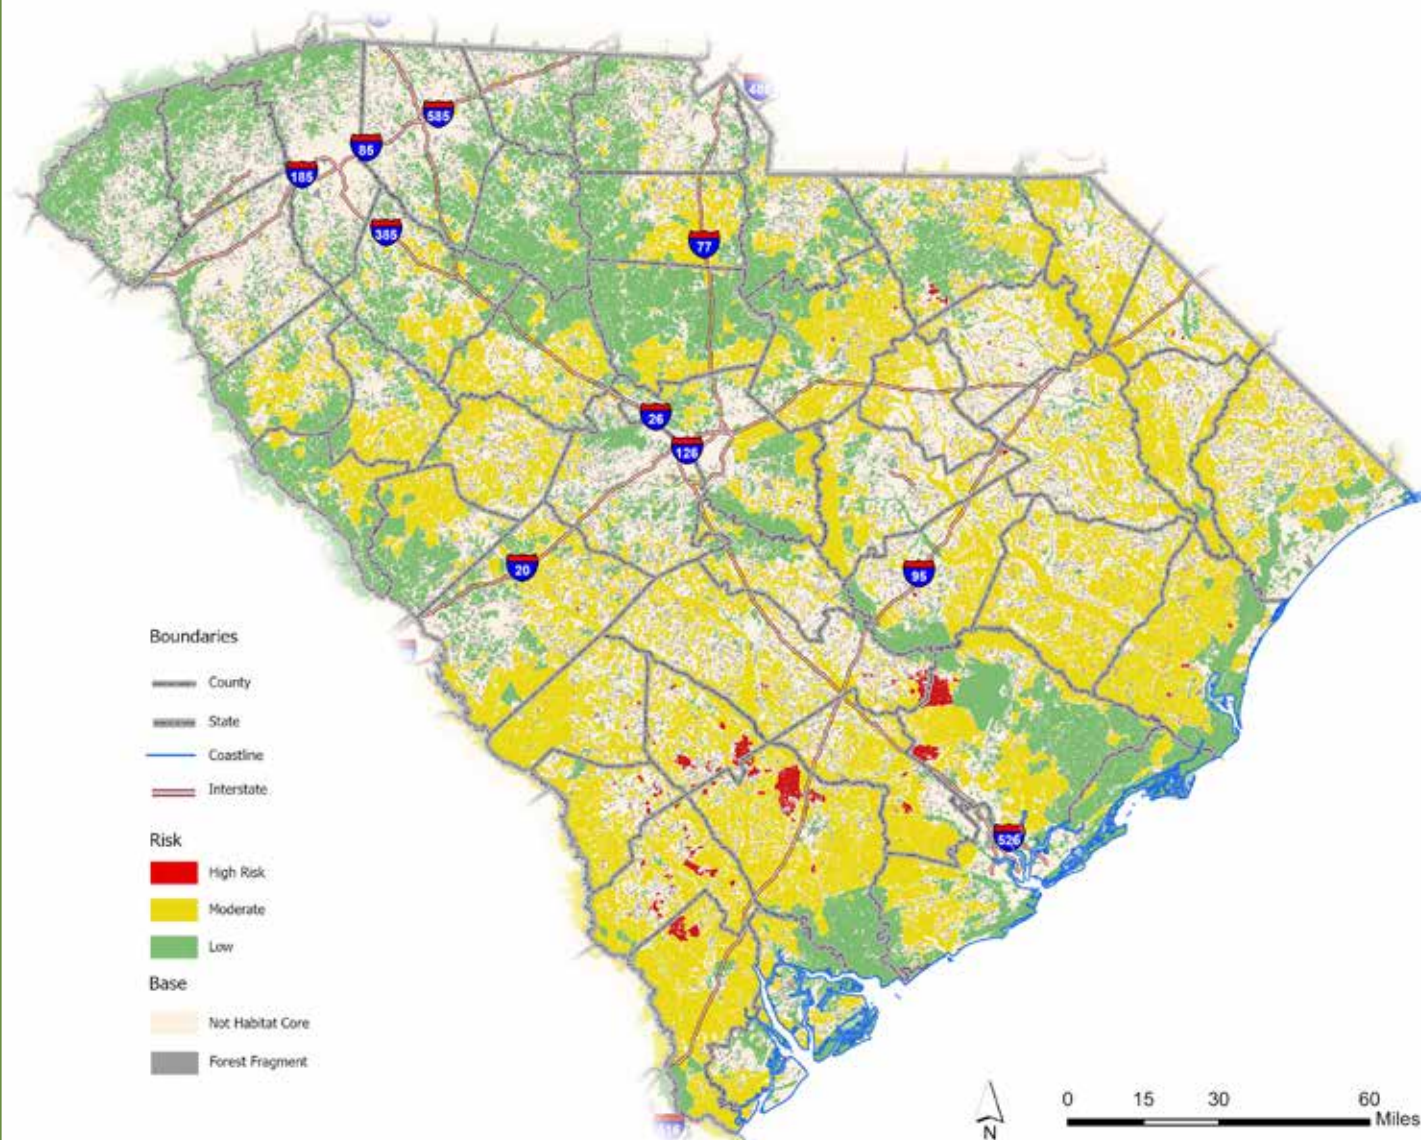 585
85
185
385
77
26
126
20
95
Boundaries
County
State
Coastline
Interstate
Risk
High Risk
526
Moderate
Low
Base
Not Habitat Core
Forest Fragment
0 15 30 60
Miles
N